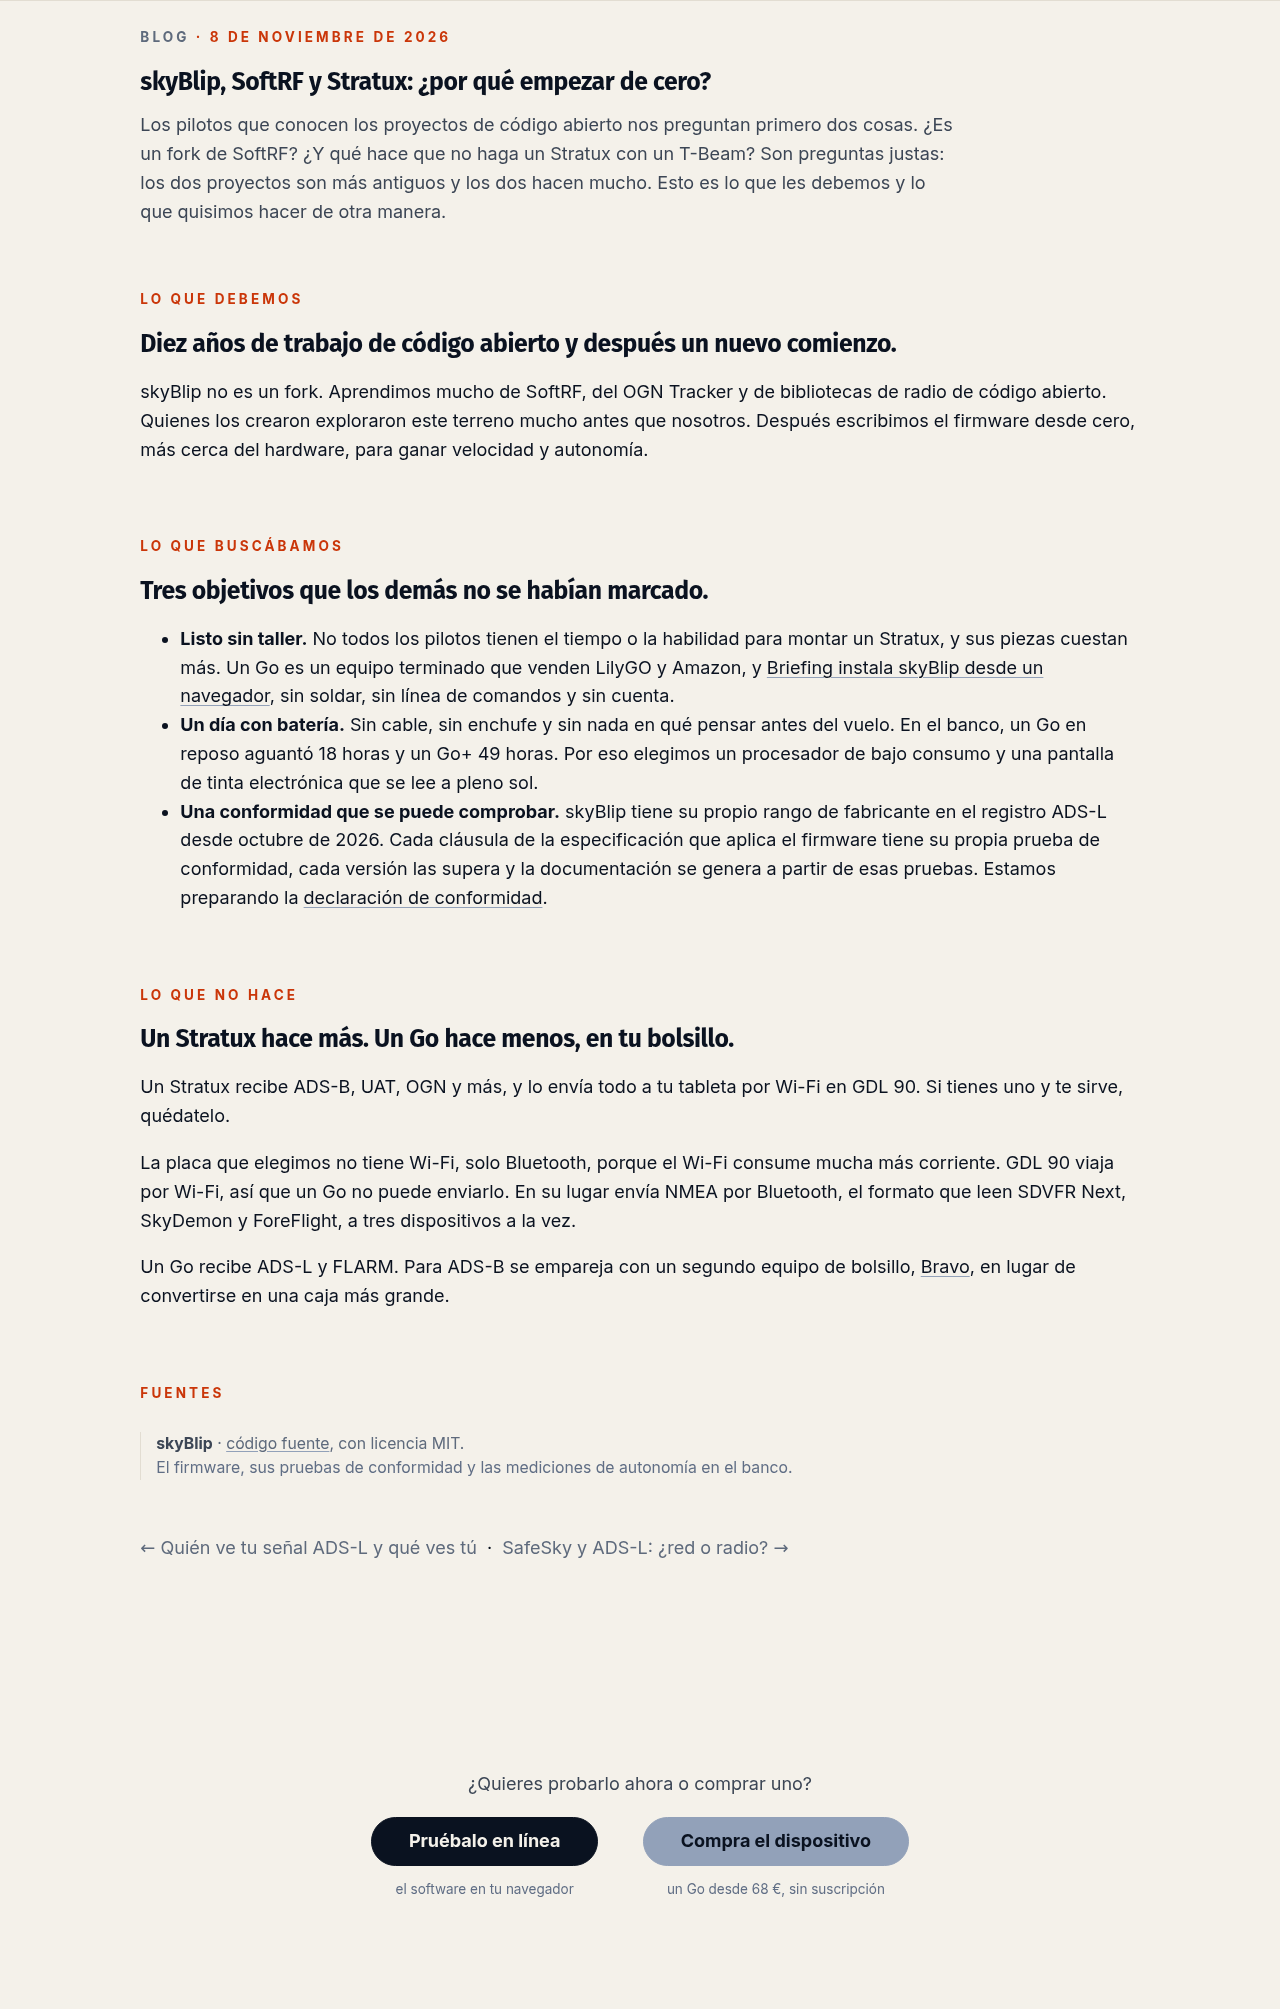 BLOG · 8 DE NOVIEMBRE DE 2026
skyBlip, SoftRF y Stratux: ¿por qué empezar de cero?
Los pilotos que conocen los proyectos de código abierto nos preguntan primero dos cosas. ¿Es
un fork de SoftRF? ¿Y qué hace que no haga un Stratux con un T-Beam? Son preguntas justas:
los dos proyectos son más antiguos y los dos hacen mucho. Esto es lo que les debemos y lo
que quisimos hacer de otra manera.
LO QUE DEBEMOS
Diez años de trabajo de código abierto y después un nuevo comienzo.
skyBlip no es un fork. Aprendimos mucho de SoftRF, del OGN Tracker y de bibliotecas de radio de código abierto.
Quienes los crearon exploraron este terreno mucho antes que nosotros. Después escribimos el firmware desde cero,
más cerca del hardware, para ganar velocidad y autonomía.
LO QUE BUSCÁBAMOS
Tres objetivos que los demás no se habían marcado.
• Listo sin taller. No todos los pilotos tienen el tiempo o la habilidad para montar un Stratux, y sus piezas cuestan
más. Un Go es un equipo terminado que venden LilyGO y Amazon, y Briefing instala skyBlip desde un
navegador, sin soldar, sin línea de comandos y sin cuenta.
• Un día con batería. Sin cable, sin enchufe y sin nada en qué pensar antes del vuelo. En el banco, un Go en
reposo aguantó 18 horas y un Go+ 49 horas. Por eso elegimos un procesador de bajo consumo y una pantalla
de tinta electrónica que se lee a pleno sol.
• Una conformidad que se puede comprobar. skyBlip tiene su propio rango de fabricante en el registro ADS-L
desde octubre de 2026. Cada cláusula de la especificación que aplica el firmware tiene su propia prueba de
conformidad, cada versión las supera y la documentación se genera a partir de esas pruebas. Estamos
preparando la declaración de conformidad.
LO QUE NO HACE
Un Stratux hace más. Un Go hace menos, en tu bolsillo.
Un Stratux recibe ADS-B, UAT, OGN y más, y lo envía todo a tu tableta por Wi-Fi en GDL 90. Si tienes uno y te sirve,
quédatelo.
La placa que elegimos no tiene Wi-Fi, solo Bluetooth, porque el Wi-Fi consume mucha más corriente. GDL 90 viaja
por Wi-Fi, así que un Go no puede enviarlo. En su lugar envía NMEA por Bluetooth, el formato que leen SDVFR Next,
SkyDemon y ForeFlight, a tres dispositivos a la vez.
Un Go recibe ADS-L y FLARM. Para ADS-B se empareja con un segundo equipo de bolsillo, Bravo, en lugar de
convertirse en una caja más grande.
FUENTES
skyBlip · código fuente, con licencia MIT.
El firmware, sus pruebas de conformidad y las mediciones de autonomía en el banco.
← Quién ve tu señal ADS-L y qué ves tú · SafeSky y ADS-L: ¿red o radio? →
¿Quieres probarlo ahora o comprar uno?
Pruébalo en línea
Compra el dispositivo
el software en tu navegador
un Go desde 68 €, sin suscripción